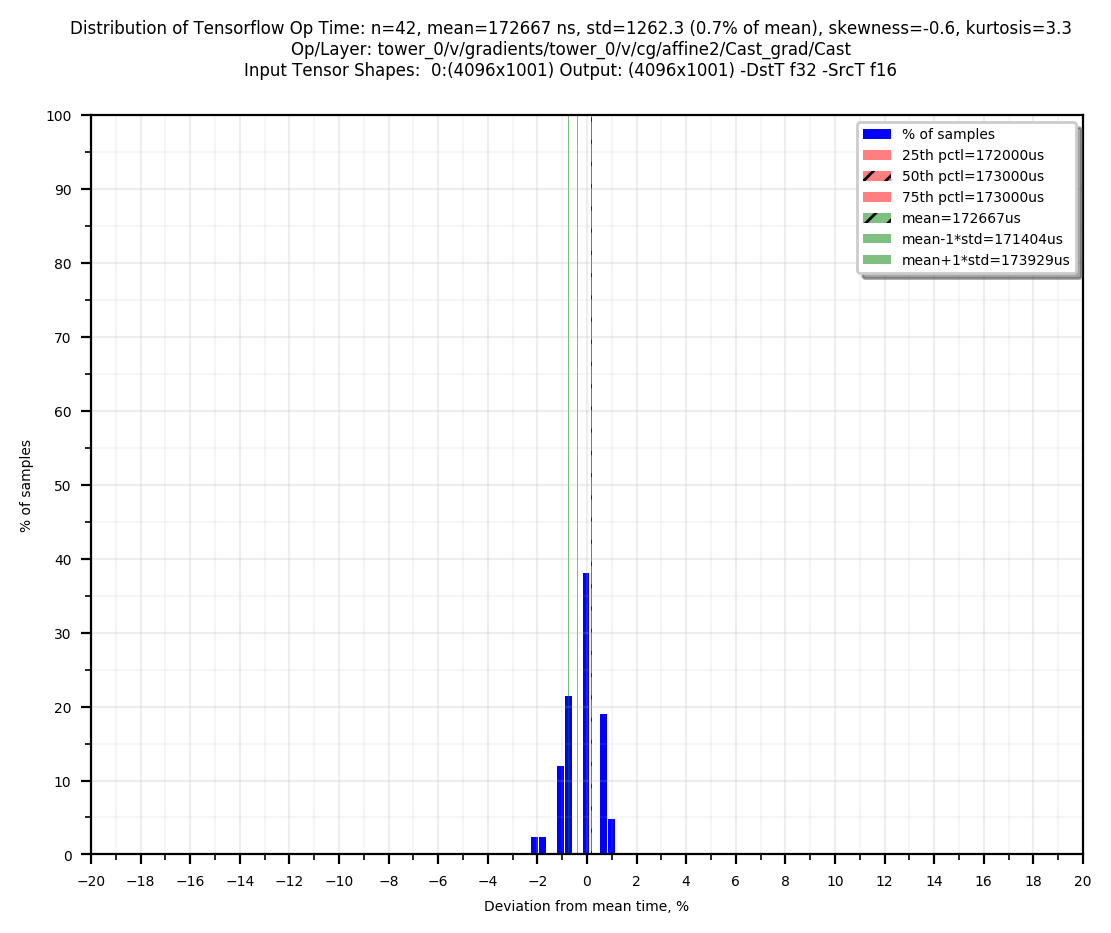 Distribution of Tensorflow Op Time: n=42, mean=172667 ns, std=1262.3 (0.7% of mean), skewness=-0.6, kurtosis=3.3
Op/Layer: tower_0/v/gradients/tower_0/v/cg/affine2/Cast_grad/Cast
Input Tensor Shapes:  0:(4096x1001) Output: (4096x1001) -DstT f32 -SrcT f16
% of samples
25th pctl=172000us
50th pctl=173000us
75th pctl=173000us
mean=172667us
mean-1*std=171404us
mean+1*std=173929us
100
90
80
70
60
50
40
30
20
10
0
% of samples
−20 −18 −16 −14 −12 −10 −8 −6 −4 −2 0 2 4 6 8 10 12 14 16 18 20
Deviation from mean time, %